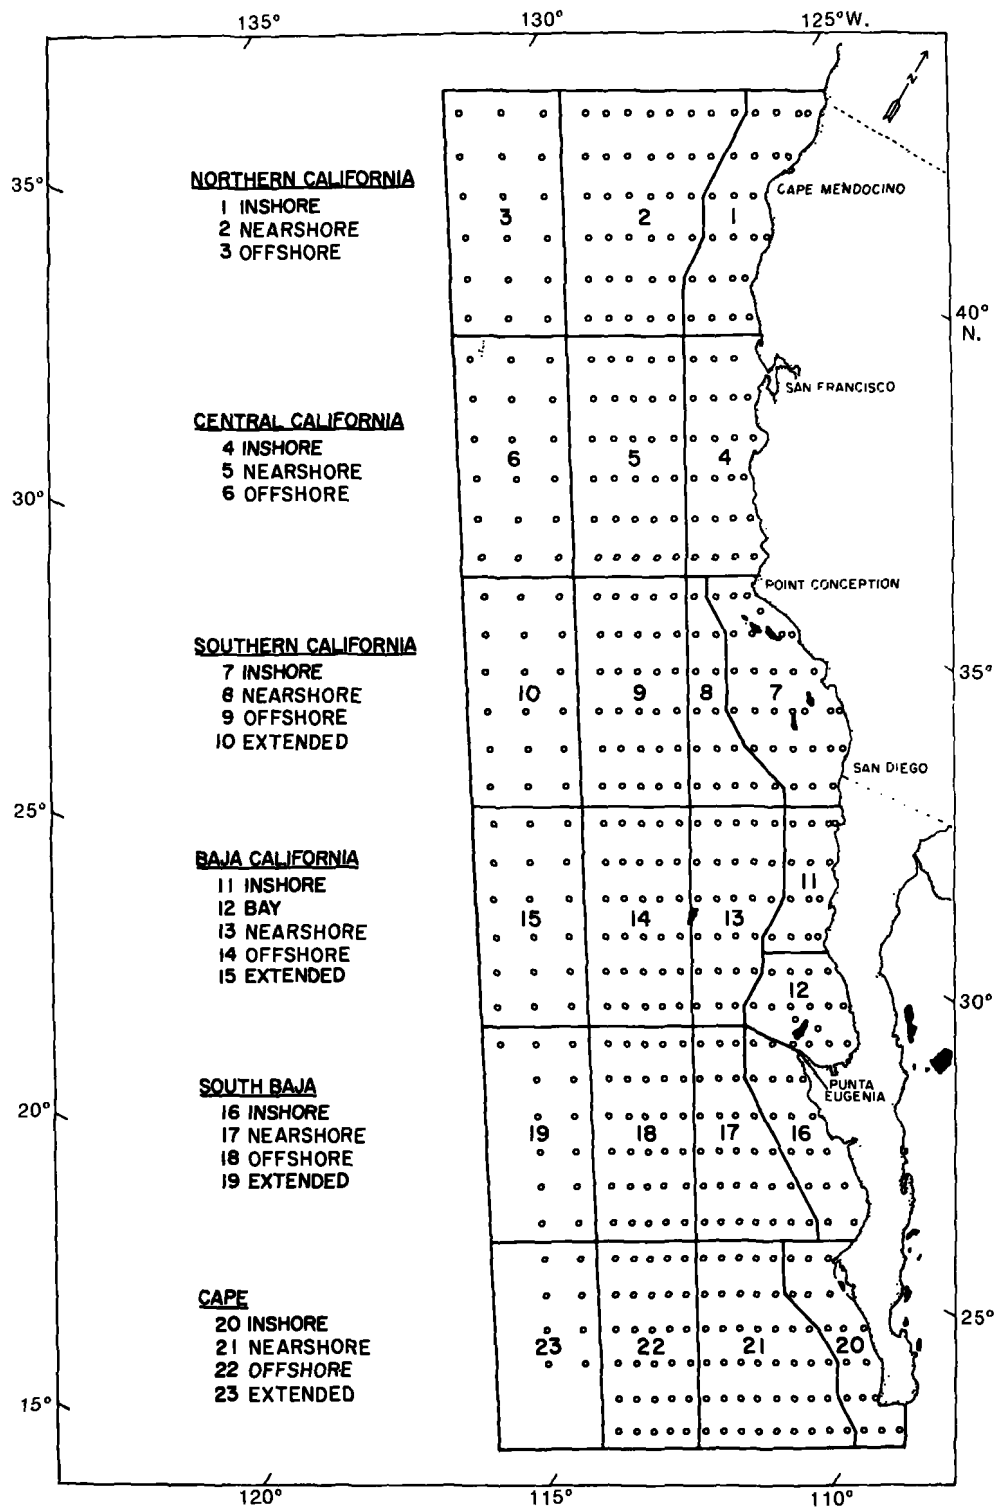 135° 130° 125°W.
N
35°
NORTHERN CALIFORNIA
1 INSHORE
2 NEARSHORE
3 OFFSHORE
CAPE MENDOCINO
3 2 1
40°
N.
SAN FRANCISCO
CENTRAL CALIFORNIA
4 INSHORE
5 NEARSHORE
6 OFFSHORE
6 5 4
30°
POINT CONCEPTION
SOUTHERN CALIFORNIA
7 INSHORE
8 NEARSHORE
9 OFFSHORE
10 EXTENDED
10 9 8 7
35°
SAN DIEGO
25°
BAJA CALIFORNIA
11 INSHORE
12 BAY
13 NEARSHORE
14 OFFSHORE
15 EXTENDED
11
15 14 13
12
30°
PUNTA
EUGENIA
20°
SOUTH BAJA
16 INSHORE
17 NEARSHORE
18 OFFSHORE
19 EXTENDED
19 18 17 16
25°
CAPE
20 INSHORE
21 NEARSHORE
22 OFFSHORE
23 EXTENDED
23 22 21 20
15°
120° 115° 110°